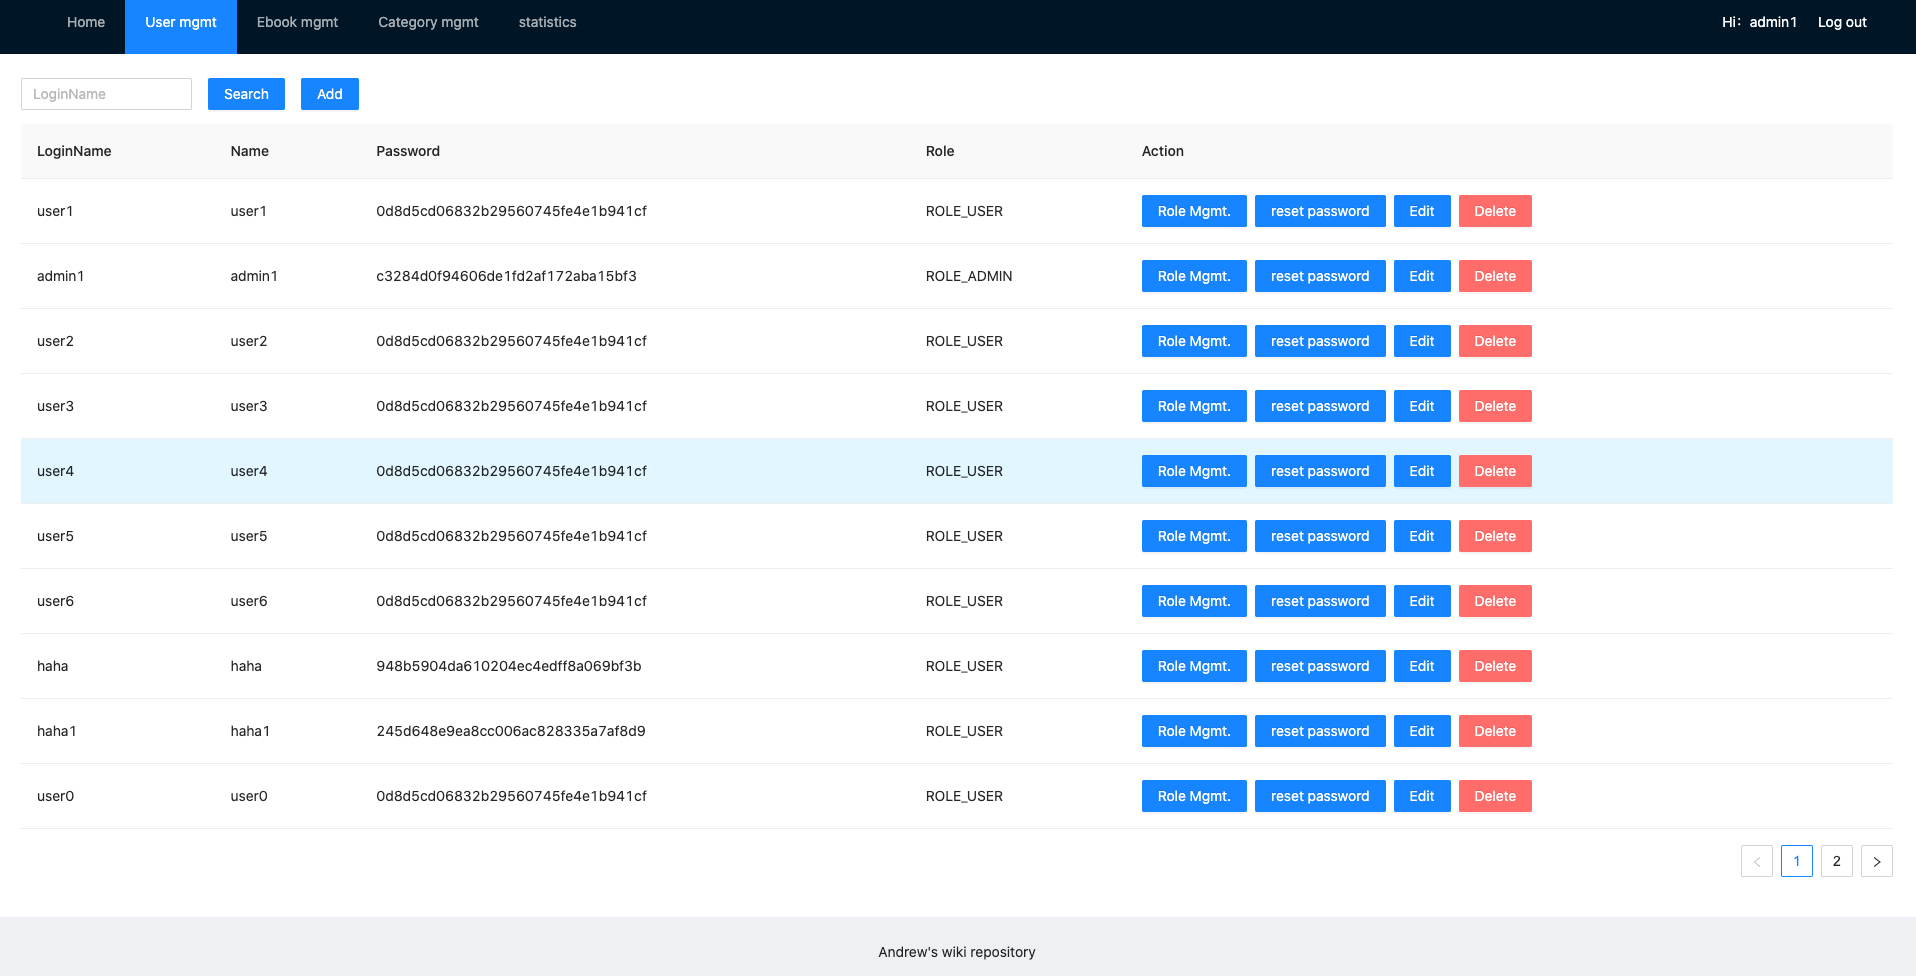 Home User mgmt Ebook mgmt Category mgmt statistics Hi: admin1 Log out
LoginName Search Add
LoginName Name Password Role Action
user1 user1 0d8d5cd06832b29560745fe4e1b941cf ROLE_USER Role Mgmt. reset password Edit Delete
admin1 admin1 c3284d0f94606de1fd2af172aba15bf3 ROLE_ADMIN Role Mgmt. reset password Edit Delete
user2 user2 0d8d5cd06832b29560745fe4e1b941cf ROLE_USER Role Mgmt. reset password Edit Delete
user3 user3 0d8d5cd06832b29560745fe4e1b941cf ROLE_USER Role Mgmt. reset password Edit Delete
user4 user4 0d8d5cd06832b29560745fe4e1b941cf ROLE_USER Role Mgmt. reset password Edit Delete
user5 user5 0d8d5cd06832b29560745fe4e1b941cf ROLE_USER Role Mgmt. reset password Edit Delete
user6 user6 0d8d5cd06832b29560745fe4e1b941cf ROLE_USER Role Mgmt. reset password Edit Delete
haha haha 948b5904da610204ec4edff8a069bf3b ROLE_USER Role Mgmt. reset password Edit Delete
haha1 haha1 245d648e9ea8cc006ac828335a7af8d9 ROLE_USER Role Mgmt. reset password Edit Delete
user0 user0 0d8d5cd06832b29560745fe4e1b941cf ROLE_USER Role Mgmt. reset password Edit Delete
< 1 2 >
Andrew's wiki repository